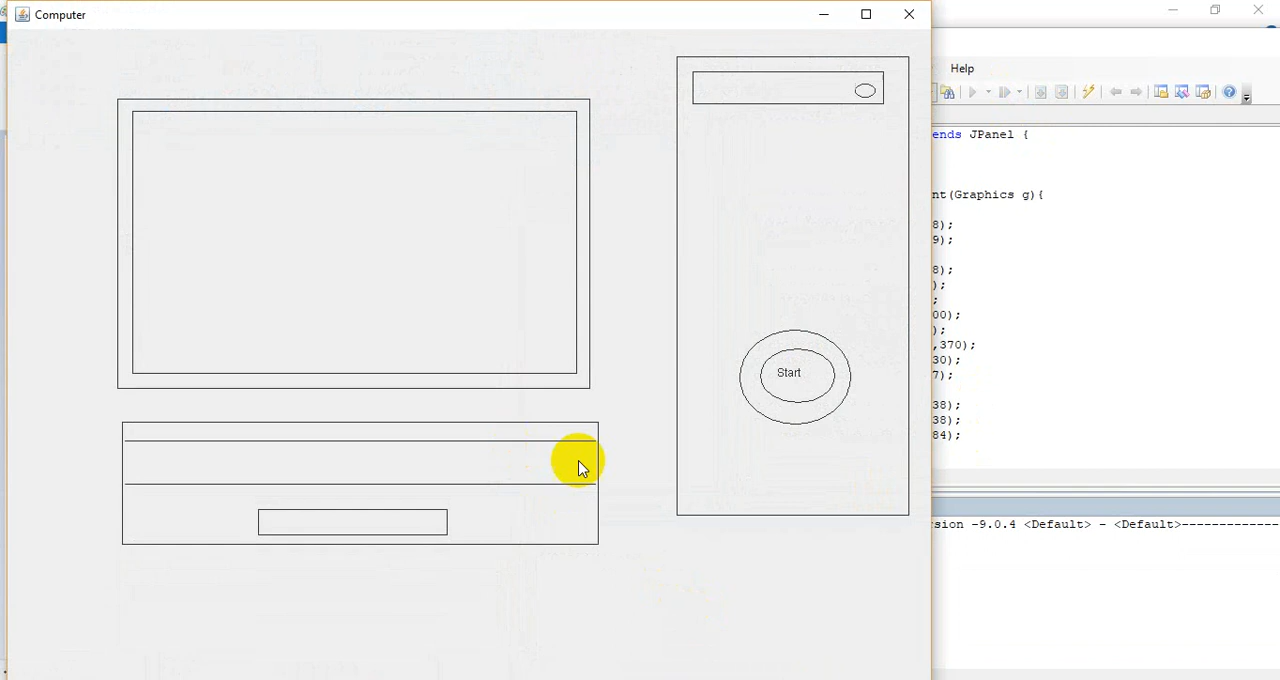 Computer
Help
ends JPanel {
nt(Graphics g){
8);
9);
8);
);
;
00);
);
,370);
30);
7);
38);
38);
84);
Start
sion -9.0.4 <Default> - <Default>-------------